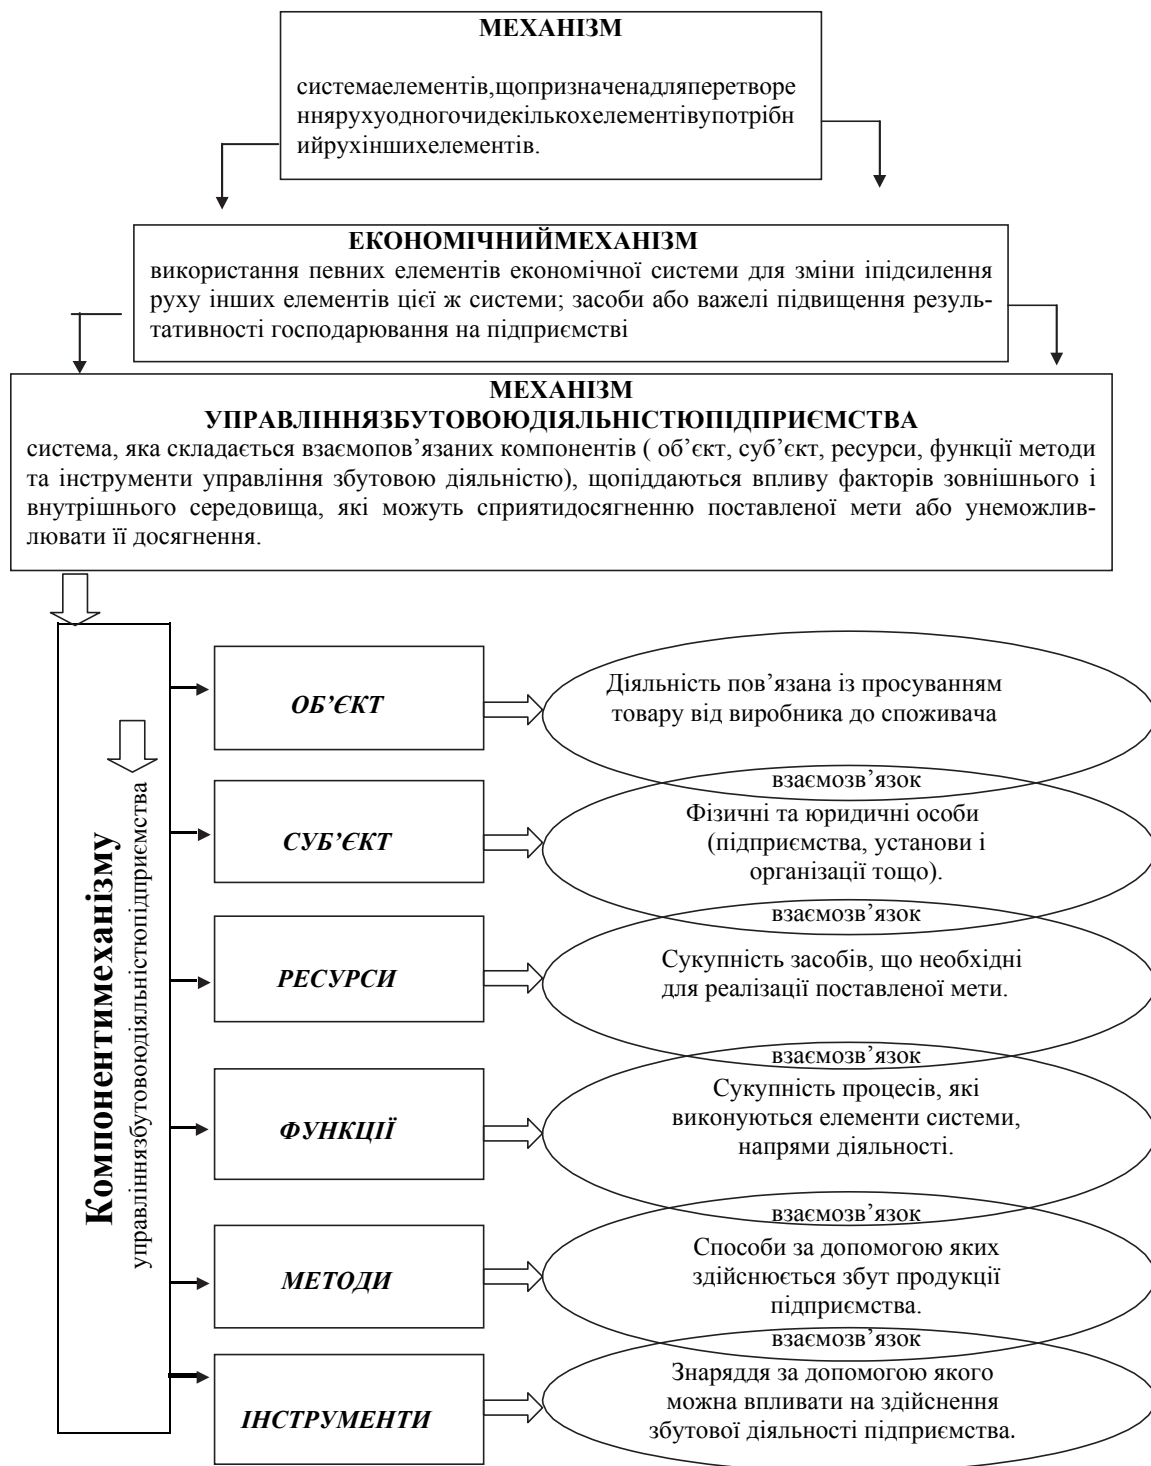 МЕХАНІЗМ
системаелементів,щопризначенадляперетворе
нняруходногочидекількохелементівупотрібн
ийрухіншихелементів.
ЕКОНОМІЧНИЙМЕХАНІЗМ
використання певних елементів економічної системи для зміни іпідсилення
руху інших елементів цієї ж системи; засоби або важелі підвищення резуль-
тативності господарювання на підприємстві
МЕХАНІЗМ
УПРАВЛІННЯЗБУТОВОЮДІЯЛЬНІСТЮПІДПРИЄМСТВА
система, яка складається взаємопов’язаних компонентів ( об’єкт, суб’єкт, ресурси, функції методи
та інструменти управління збутовою діяльністю), щопіддаються впливу факторів зовнішнього і
внутрішнього середовища, які можуть сприятидосягненню поставленої мети або унеможлив-
лювати її досягнення.
Компонентимеханізму
управліннязбутовоюдіяльністюпідприємства
ОБ’ЄКТ
Діяльність пов’язана із просуванням
товару від виробника до споживача
взаємозв’язок
СУБ’ЄКТ
Фізичні та юридичні особи
(підприємства, установи і
організації тощо).
взаємозв’язок
РЕСУРСИ
Сукупність засобів, що необхідні
для реалізації поставленої мети.
взаємозв’язок
ФУНКЦІЇ
Сукупність процесів, які
виконуються елементи системи,
напрями діяльності.
взаємозв’язок
МЕТОДИ
Способи за допомогою яких
здійснюється збут продукції
підприємства.
взаємозв’язок
ІНСТРУМЕНТИ
Знаряддя за допомогою якого
можна впливати на здійснення
збутової діяльності підприємства.